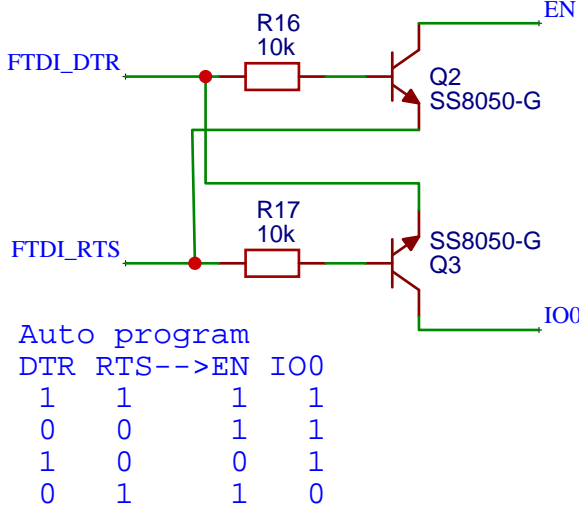 EN
R16
10k
FTDI_DTR
Q2
SS8050-G
R17
10k
FTDI_RTS
SS8050-G
Q3
IO0
Auto program
DTR RTS-->EN IO0
1 1 1 1
0 0 1 1
1 0 0 1
0 1 1 0